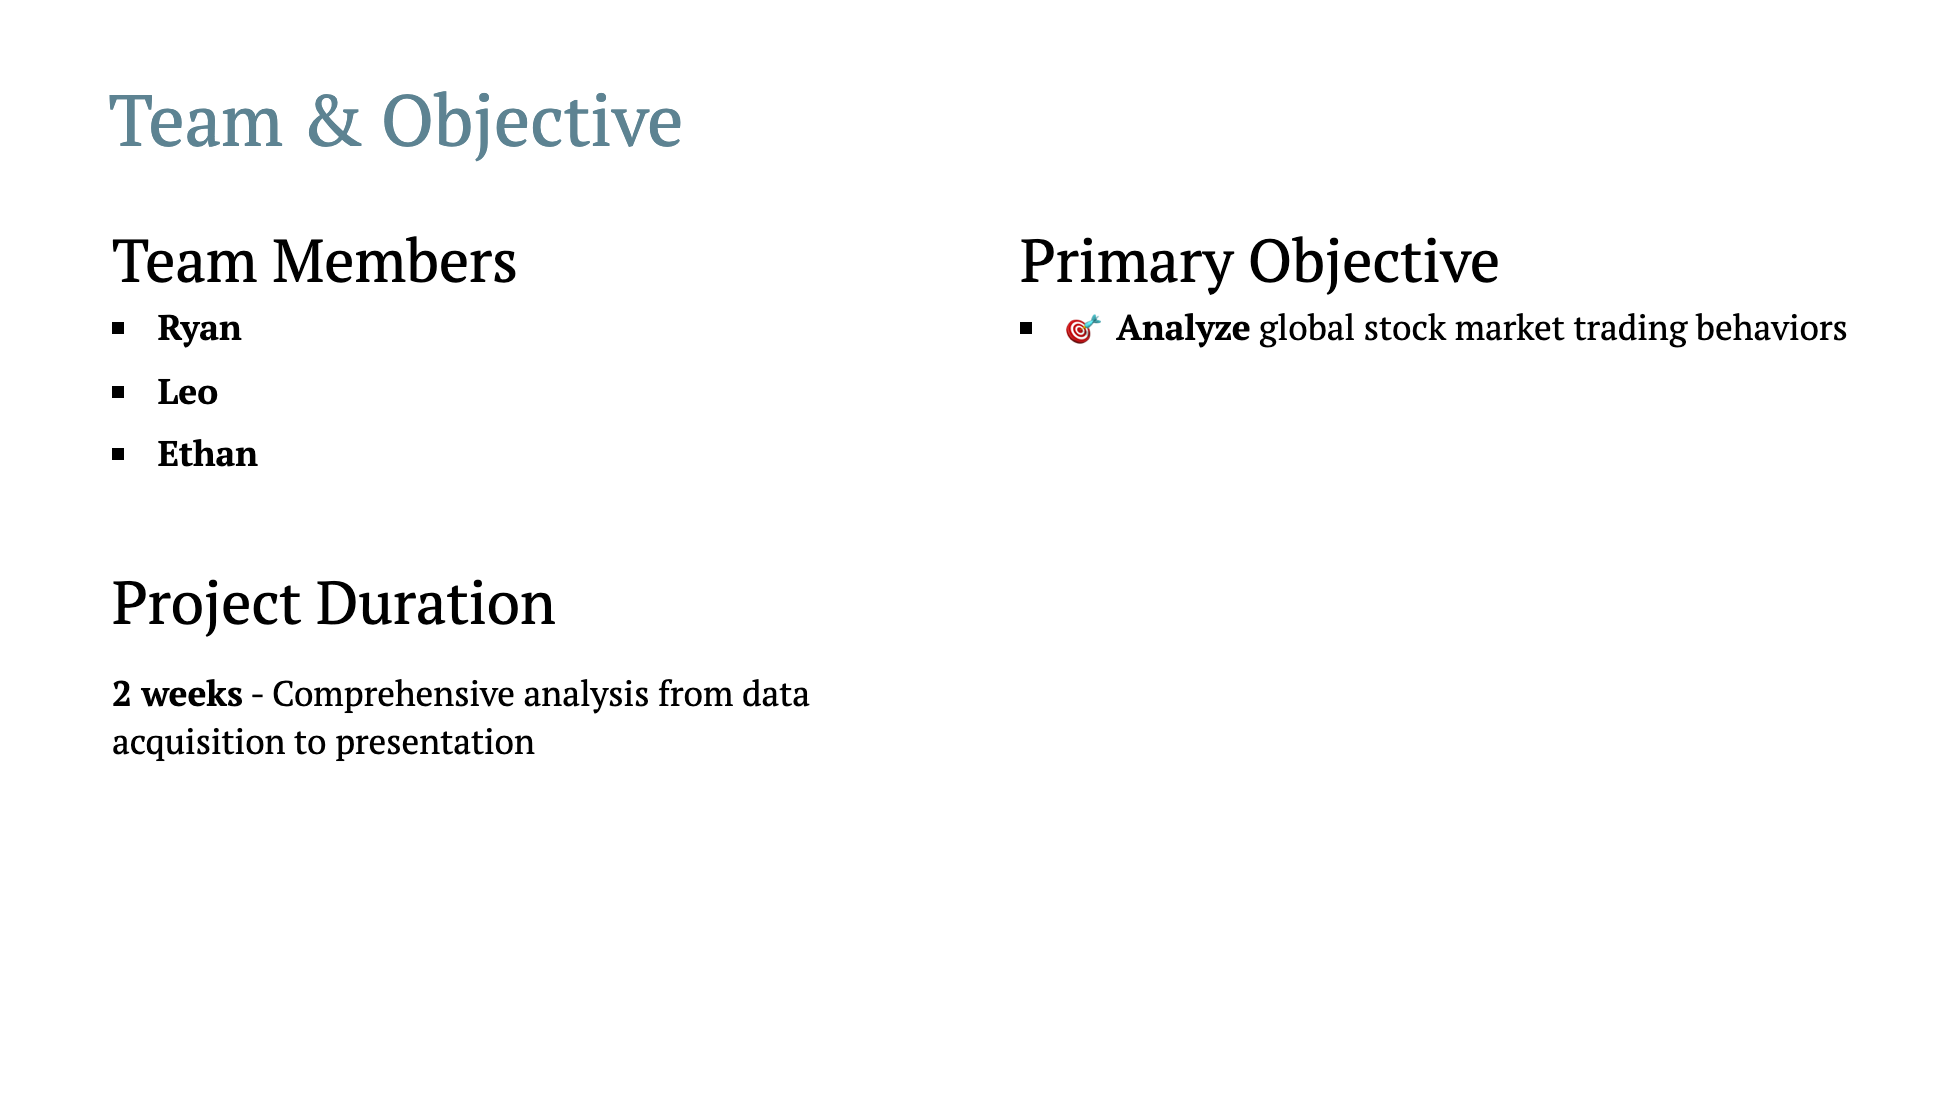 Team & Objective
Team Members
▪ Ryan
▪ Leo
▪ Ethan
Project Duration
2 weeks - Comprehensive analysis from data
acquisition to presentation
Primary Objective
▪ 🎯 Analyze global stock market trading behaviors